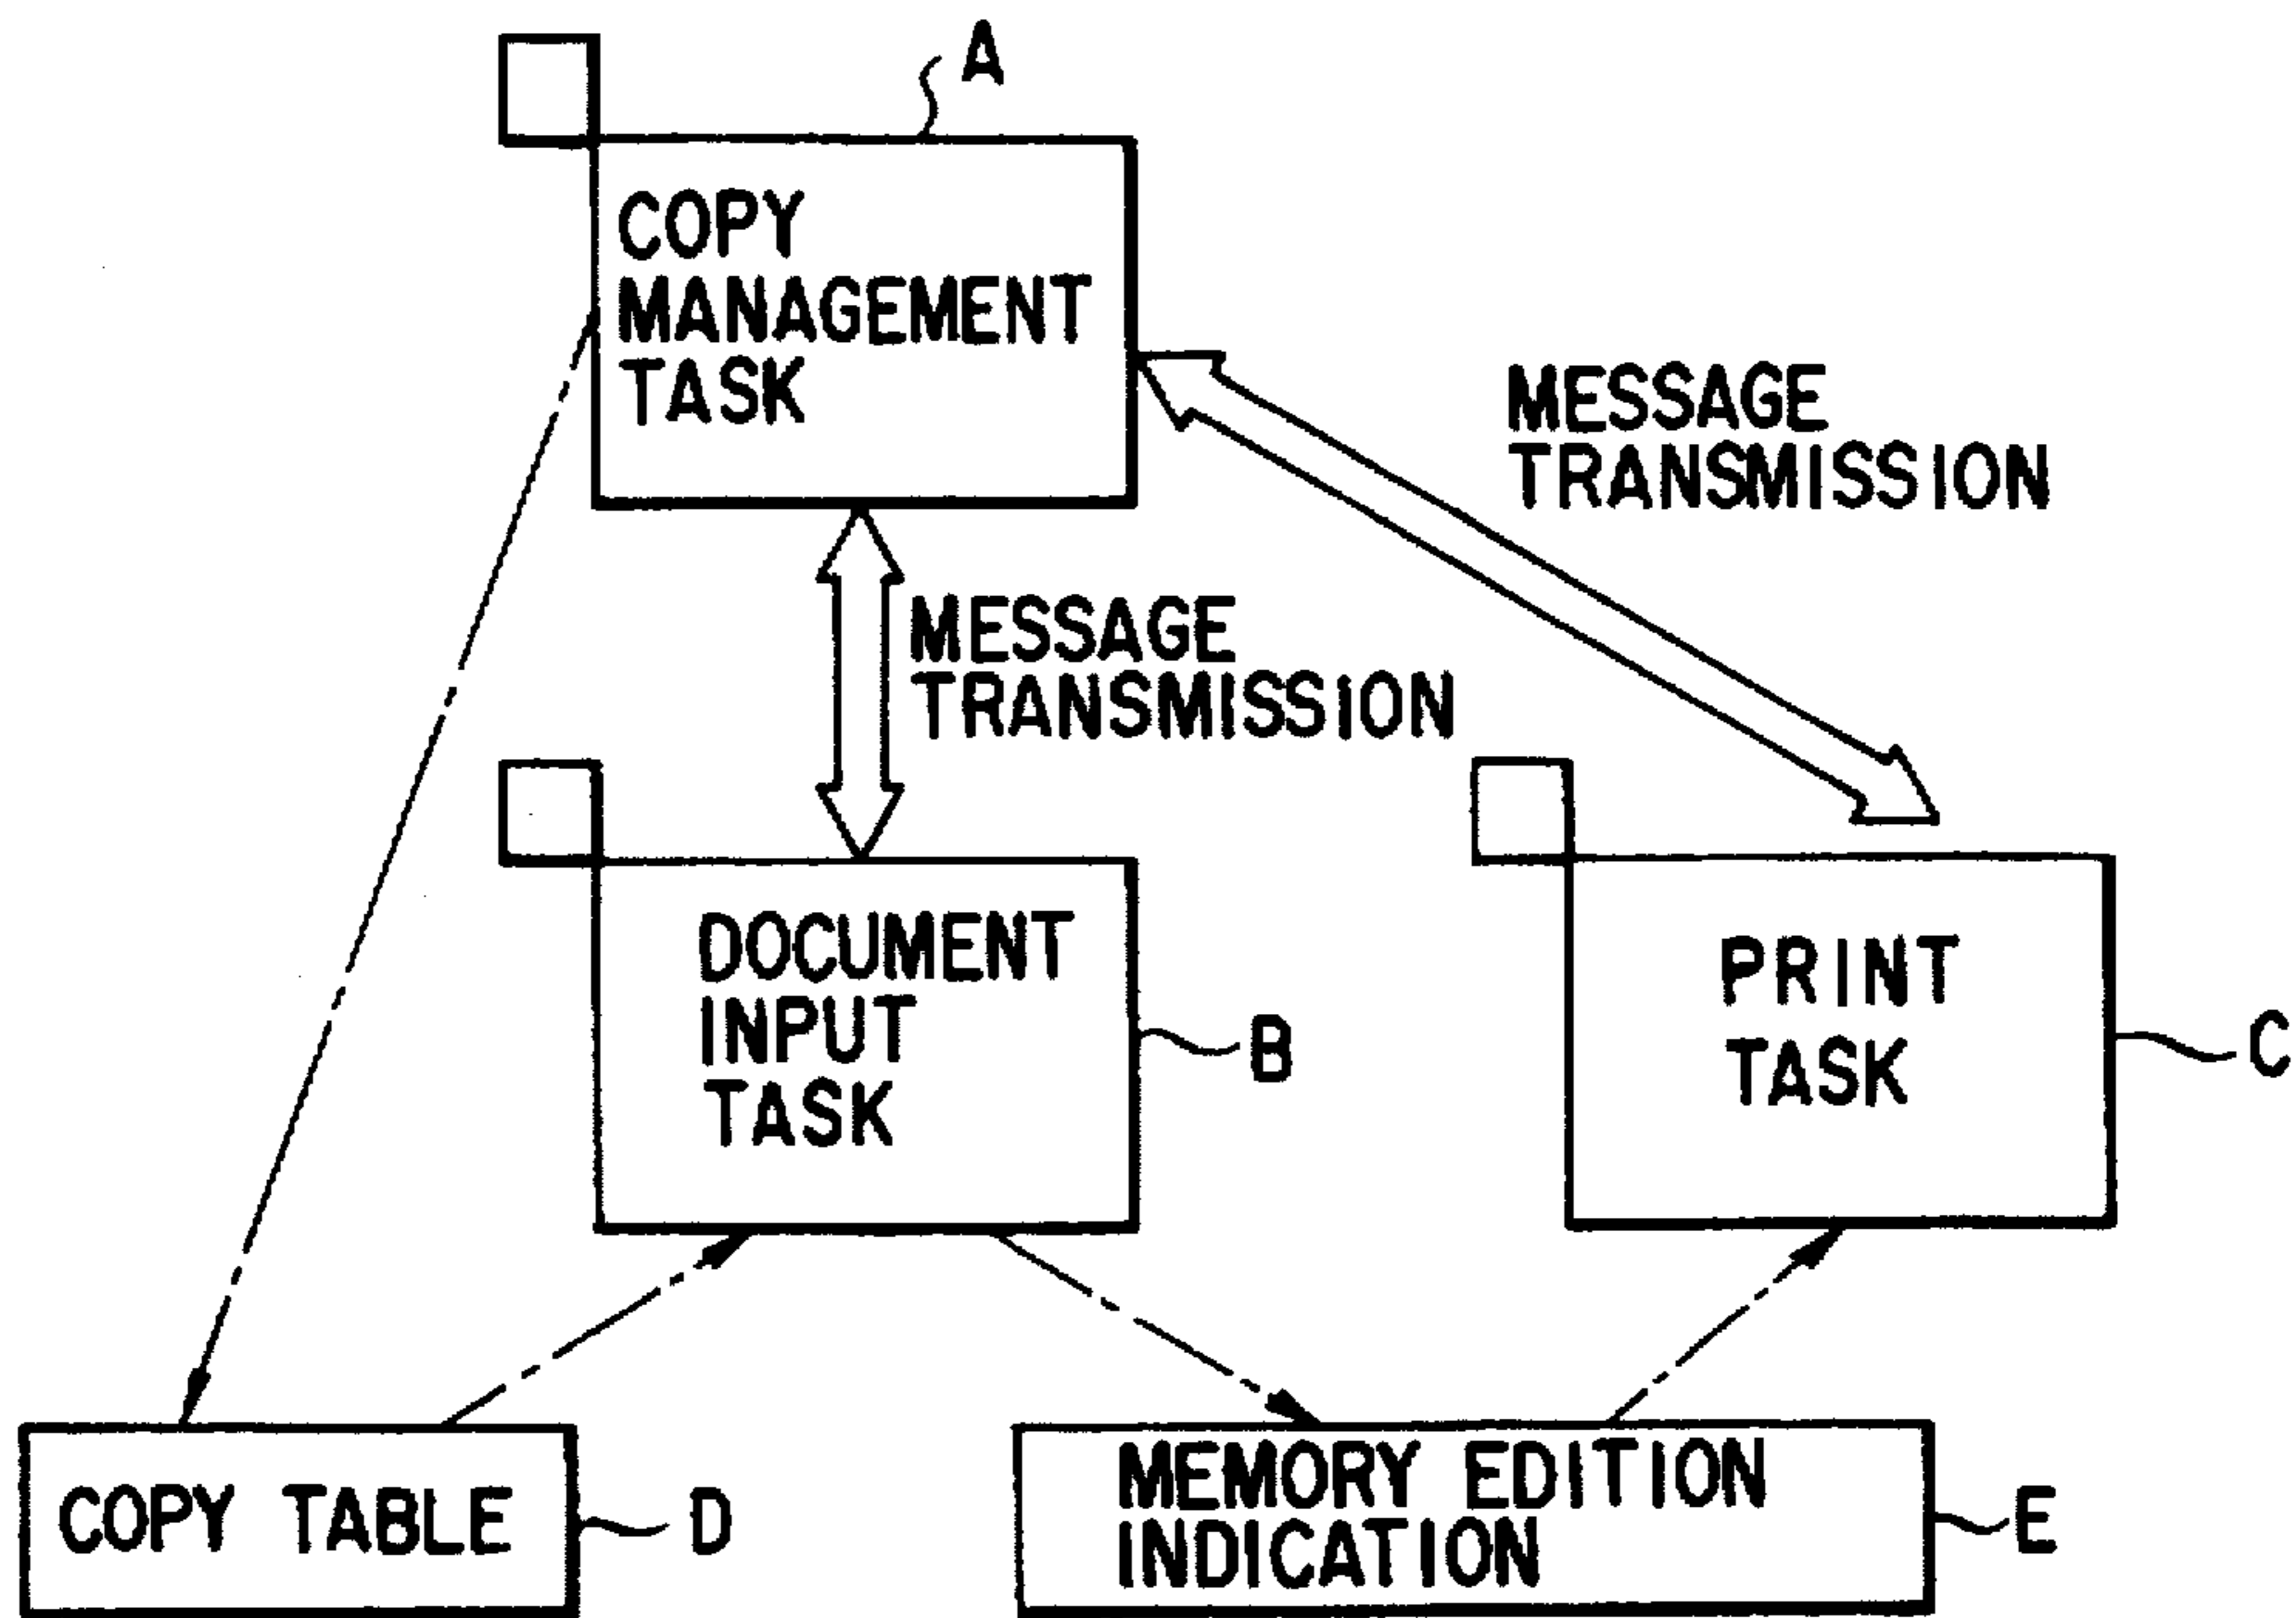 A
COPY
MANAGEMENT
TASK
MESSAGE
TRANSMISSION
MESSAGE
TRANSMISSION
DOCUMENT
INPUT
TASK
B
PRINT
TASK
C
COPY TABLE
D
MEMORY EDITION
INDICATION
E